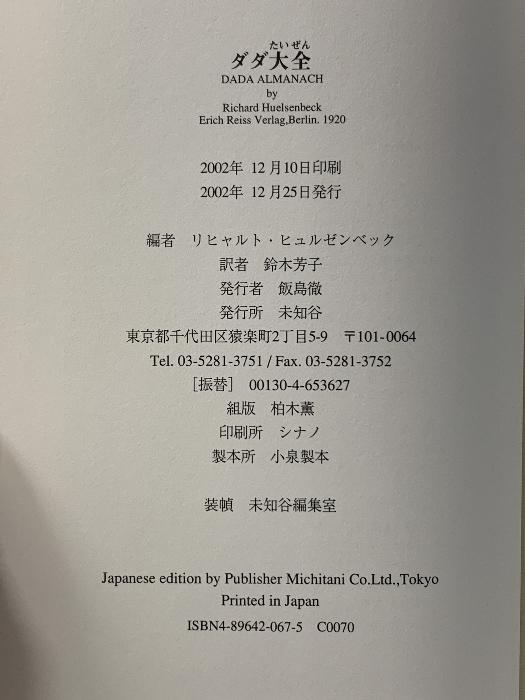 たいぜん
ダダ大全
DADA ALMANACH
by
Richard Huelsenbeck
Erich Reiss Verlag,Berlin. 1920
2002年 12月10日印刷
2002年 12月25日発行
編者 リヒャルト・ヒュルゼンベック
訳者 鈴木芳子
発行者 飯島徹
発行所 未知谷
東京都千代田区猿楽町2丁目5-9 〒101-0064
Tel. 03-5281-3751 / Fax. 03-5281-3752
［振替］ 00130-4-653627
組版 柏木薫
印刷所 シナノ
製本所 小泉製本
装幀 未知谷編集室
Japanese edition by Publisher Michitani Co.Ltd.,Tokyo
Printed in Japan
ISBN4-89642-067-5 C0070